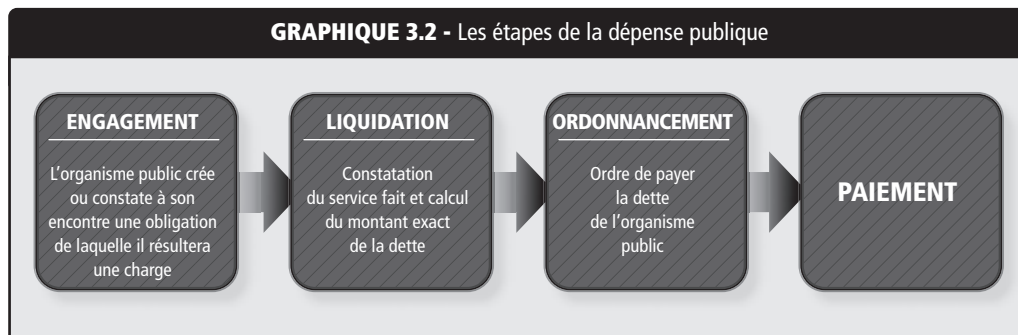 GRAPHIQUE 3.2 - Les étapes de la dépense publique
ENGAGEMENT
L'organisme public crée
ou constate à son
encontre une obligation
de laquelle il résultera
une charge
LIQUIDATION
Constatation
du service fait et calcul
du montant exact
de la dette
ORDONNANCEMENT
Ordre de payer
la dette
de l'organisme
public
PAIEMENT